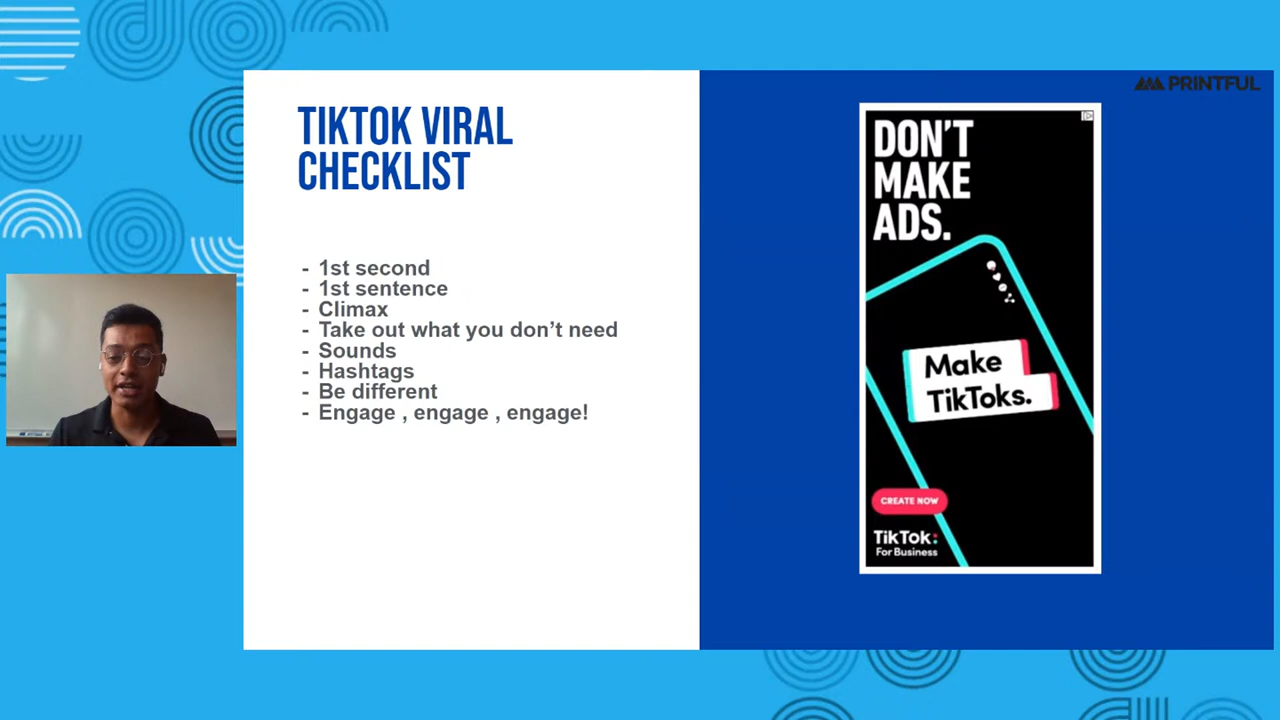 PRINTFUL
TIKTOK VIRAL
CHECKLIST
- 1st second
- 1st sentence
- Climax
- Take out what you don’t need
- Sounds
- Hashtags
- Be different
- Engage , engage , engage!
DON’T
MAKE
ADS.
Make
TikToks.
CREATE NOW
TikTok:
For Business